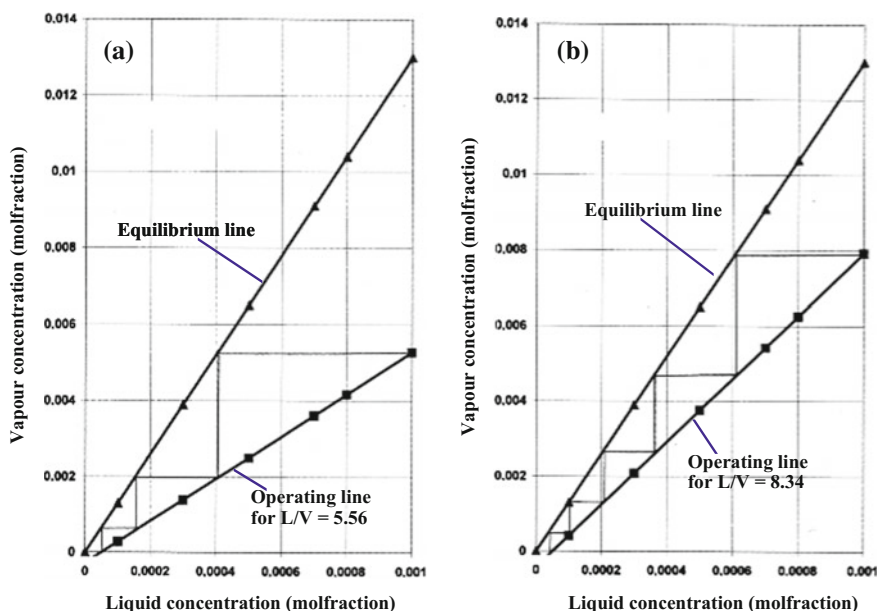 (a)
Vapour concentration (molfraction)
0,014
0,013
0,01
0,008
0,006
0,004
0,002
0
Equilibrium line
Operating line
for L/V = 5.56
0 0,0002 0,0004 0,0006 0,0008 0,001
Liquid concentration (molfraction)
(b)
Vapour concentration (molfraction)
0,014
0,013
0,01
0,008
0,006
0,004
0,002
0
Equilibrium line
Operating line
for L/V = 8.34
0 0,0002 0,0004 0,0006 0,0008 0,001
Liquid concentration (molfraction)